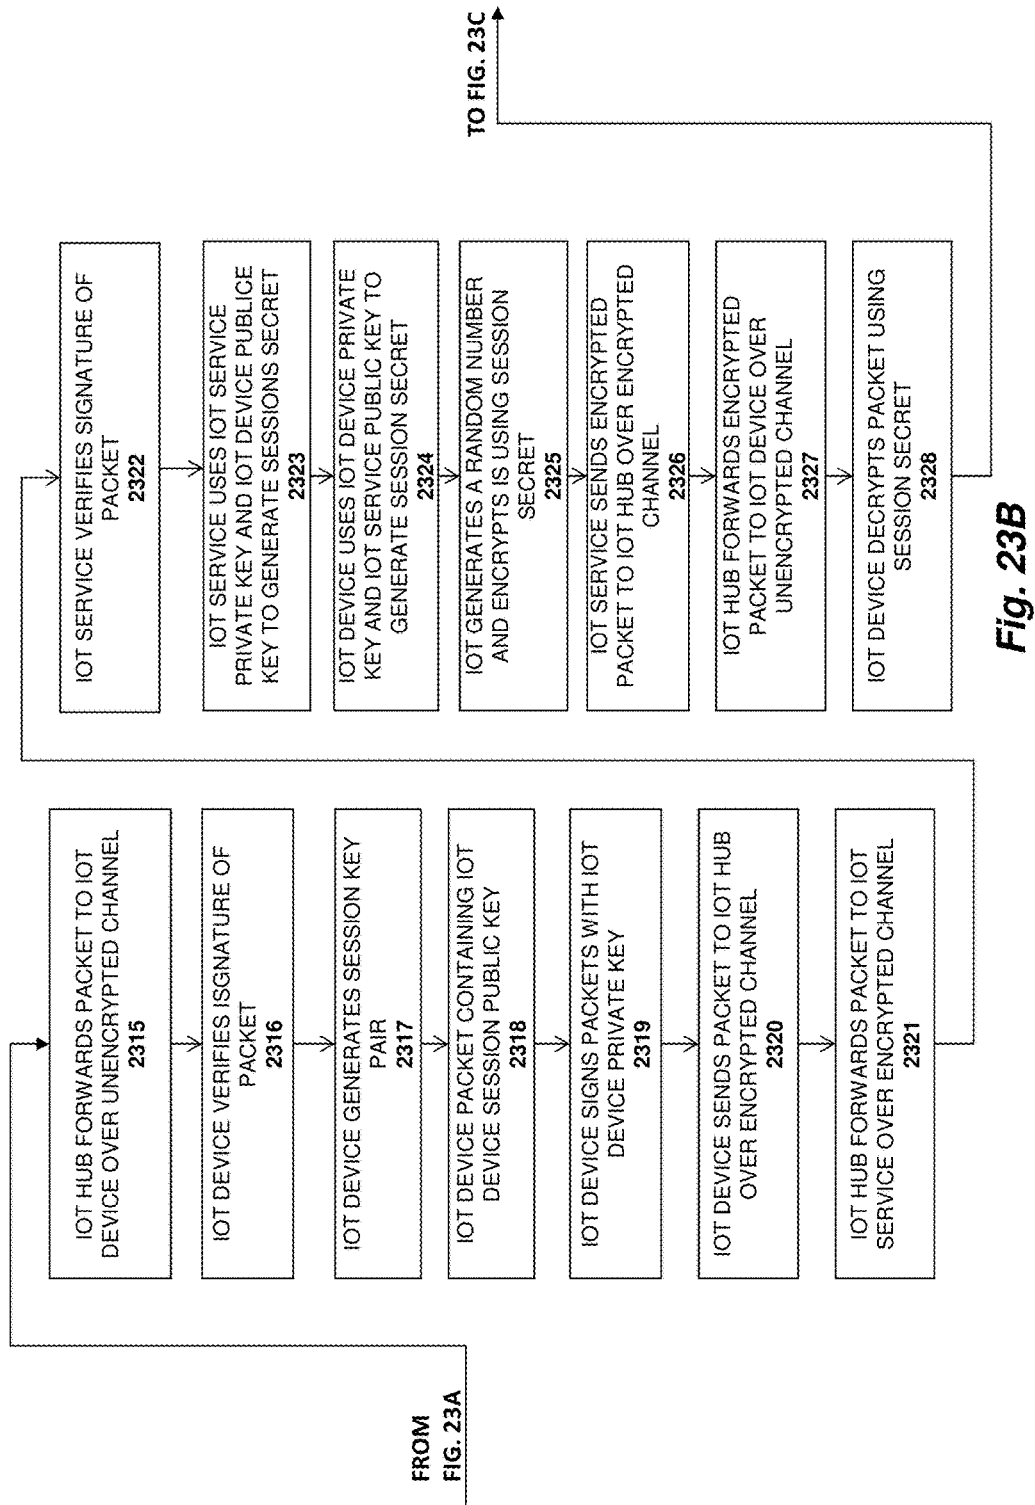 FROM
FIG. 23A
IOT HUB FORWARDS PACKET TO IOT
DEVICE OVER UNENCRYPTED CHANNEL
2315
IOT DEVICE VERIFIES ISGNATURE OF
PACKET
2316
IOT DEVICE GENERATES SESSION KEY
PAIR
2317
IOT DEVICE PACKET CONTAINING IOT
DEVICE SESSION PUBLIC KEY
2318
IOT DEVICE SIGNS PACKETS WITH IOT
DEVICE PRIVATE KEY
2319
IOT DEVICE SENDS PACKET TO IOT HUB
OVER ENCRYPTED CHANNEL
2320
IOT HUB FORWARDS PACKET TO IOT
SERVICE OVER ENCRYPTED CHANNEL
2321
IOT SERVICE VERIFIES SIGNATURE OF
PACKET
2322
IOT SERVICE USES IOT SERVICE
PRIVATE KEY AND IOT DEVICE PUBLICE
KEY TO GENERATE SESSIONS SECRET
2323
IOT DEVICE USES IOT DEVICE PRIVATE
KEY AND IOT SERVICE PUBLIC KEY TO
GENERATE SESSION SECRET
2324
IOT GENERATES A RANDOM NUMBER
AND ENCRYPTS IS USING SESSION
SECRET
2325
IOT SERVICE SENDS ENCRYPTED
PACKET TO IOT HUB OVER ENCRYPTED
CHANNEL
2326
IOT HUB FORWARDS ENCRYPTED
PACKET TO IOT DEVICE OVER
UNENCRYPTED CHANNEL
2327
IOT DEVICE DECRYPTS PACKET USING
SESSION SECRET
2328
TO FIG. 23C
Fig. 23B